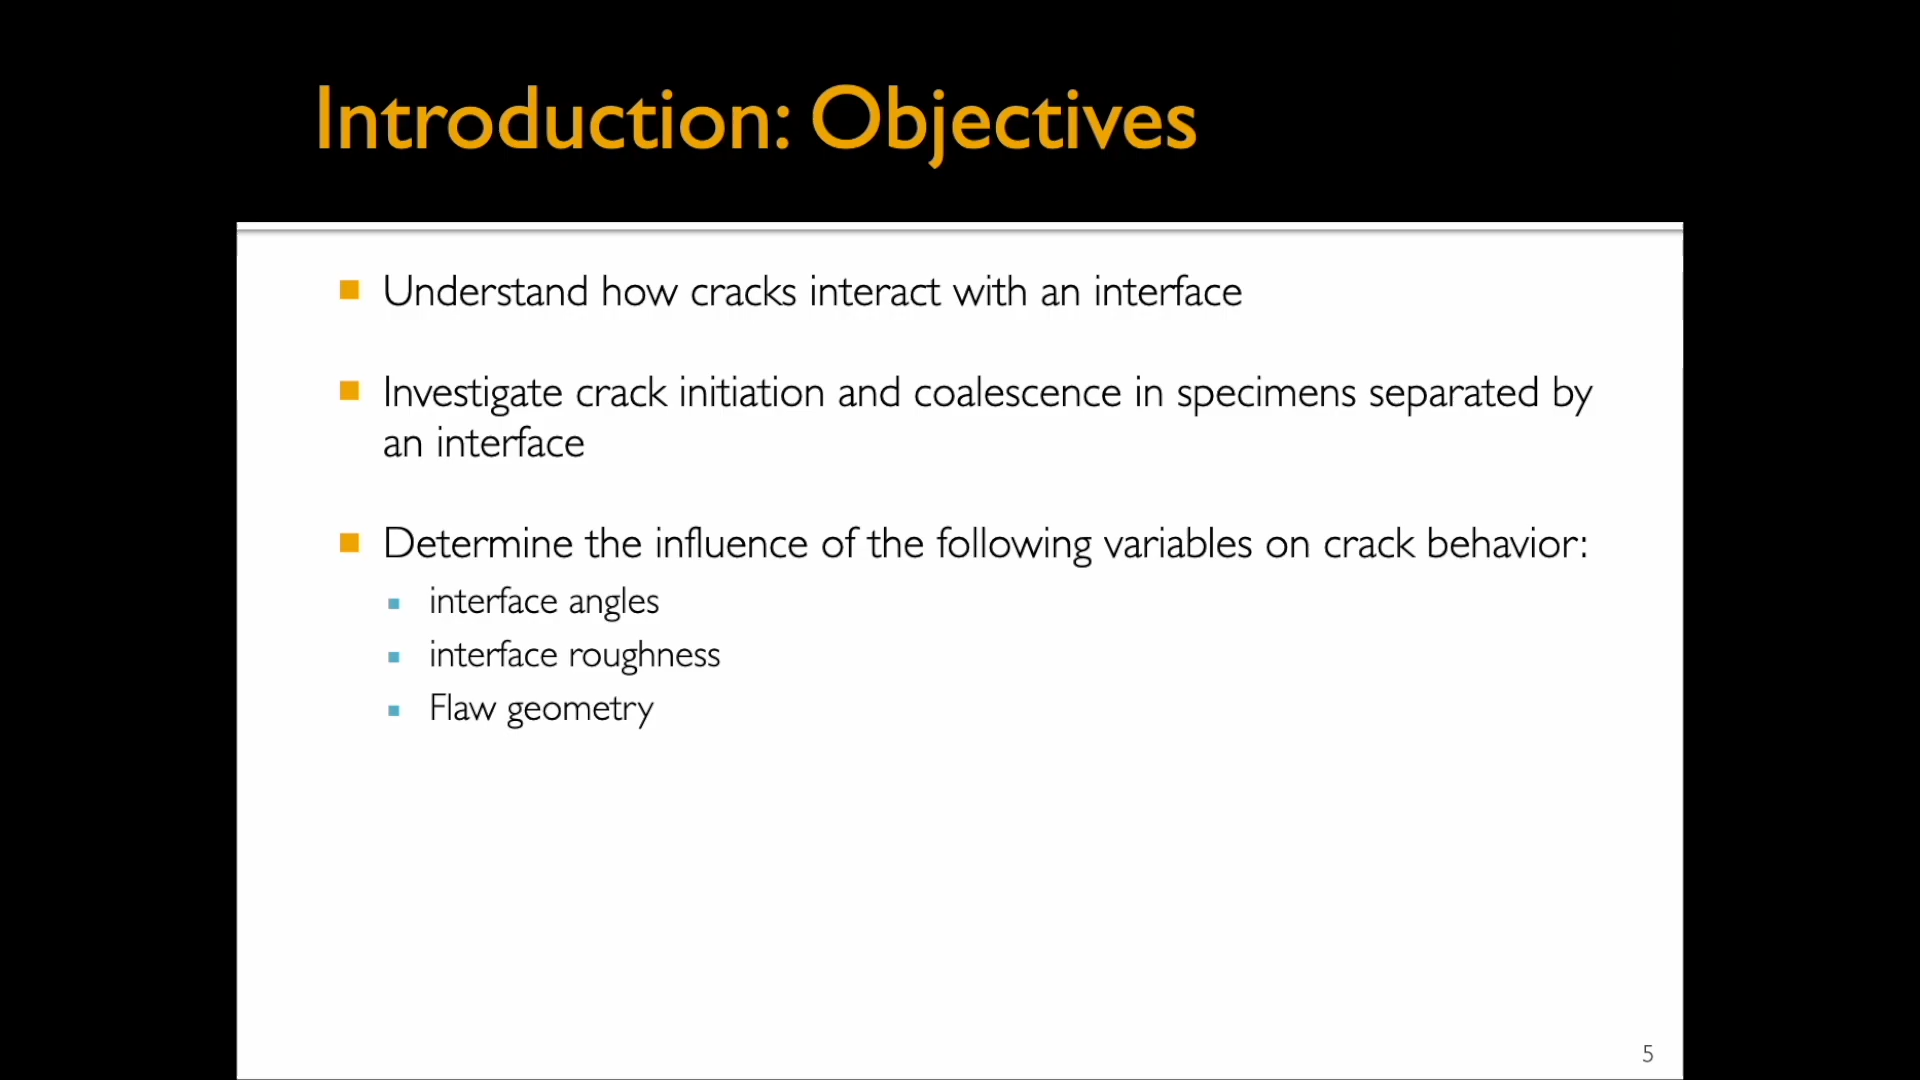 Introduction: Objectives
Understand how cracks interact with an interface
Investigate crack initiation and coalescence in specimens separated by
an interface
Determine the influence of the following variables on crack behavior:
interface angles
interface roughness
Flaw geometry
5